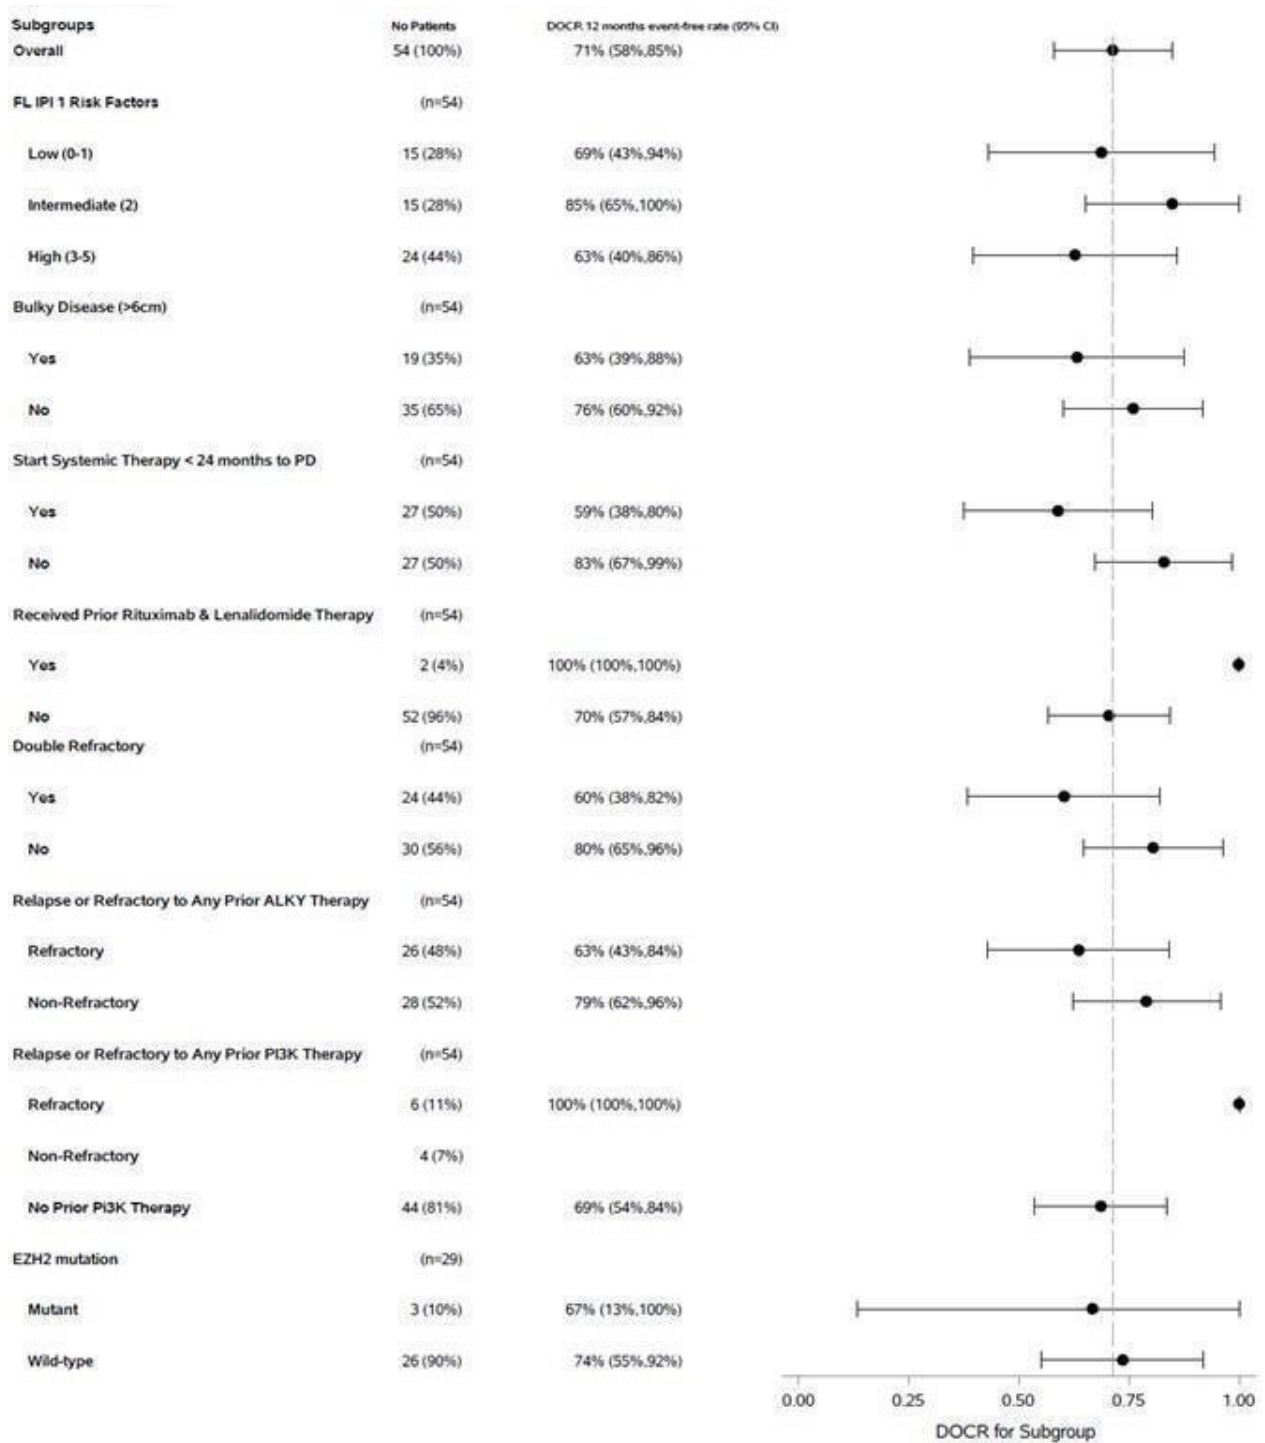 Subgroups No Patients DOCR 12 months event-free rate (95% CI)
Overall 54 (100%) 71% (58%,85%)
FL IPI 1 Risk Factors (n=54)
Low (0-1) 15 (28%) 69% (43%,94%)
Intermediate (2) 15 (28%) 85% (65%,100%)
High (3-5) 24 (44%) 63% (40%,86%)
Bulky Disease (>6cm) (n=54)
Yes 19 (35%) 63% (39%,88%)
No 35 (65%) 76% (60%,92%)
Start Systemic Therapy < 24 months to PD (n=54)
Yes 27 (50%) 59% (38%,80%)
No 27 (50%) 83% (67%,99%)
Received Prior Rituximab & Lenalidomide Therapy (n=54)
Yes 2 (4%) 100% (100%,100%)
No 52 (96%) 70% (57%,84%)
Double Refractory (n=54)
Yes 24 (44%) 60% (38%,82%)
No 30 (56%) 80% (65%,96%)
Relapse or Refractory to Any Prior ALKY Therapy (n=54)
Refractory 26 (48%) 63% (43%,84%)
Non-Refractory 28 (52%) 79% (62%,96%)
Relapse or Refractory to Any Prior PI3K Therapy (n=54)
Refractory 6 (11%) 100% (100%,100%)
Non-Refractory 4 (7%)
No Prior Pi3K Therapy 44 (81%) 69% (54%,84%)
EZH2 mutation (n=29)
Mutant 3 (10%) 67% (13%,100%)
Wild-type 26 (90%) 74% (55%,92%)
0.00 0.25 0.50 0.75 1.00
DOCR for Subgroup